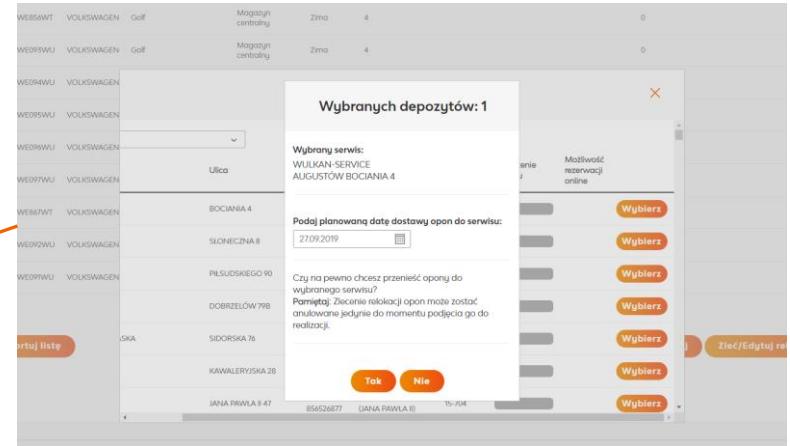 WE856WT VOLKSWAGEN Golf Magazyn centralny Zima 4 0
WE093WU VOLKSWAGEN Golf Magazyn centralny Zima 4 0
WE094WU VOLKSWAGEN
WE095WU VOLKSWAGEN
WE096WU VOLKSWAGEN
WE097WU VOLKSWAGEN
WE867WT VOLKSWAGEN
WE092WU VOLKSWAGEN
WE091WU VOLKSWAGEN
Wybranych depozytów: 1
Wybrany serwis:
WULKAN-SERVICE
AUGUSTÓW BOCIANIA 4
Podaj planowaną datę dostawy opon do serwisu:
27.09.2019
Czy na pewno chcesz przenieść opony do
wybranego serwisu?
Pamiętaj: Zlecenie relokacji opon może zostać
anulowane jedynie do momentu podjęcia go do
realizacji.
Tak Nie
Ulica
Możliwość
rezerwacji
online
BOCIANIA 4 Wybierz
SŁONECZNA 8 Wybierz
PIŁSUDSKIEGO 90 Wybierz
DOBRZELÓW 79B Wybierz
SIDORSKA 76 Wybierz
KAWALERYJSKA 28 Wybierz
JANA PAWŁA II 47 856526877 (JANA PAWŁA II) 15-704 Wybierz
ortuj listę
Zleć/Edytuj rel